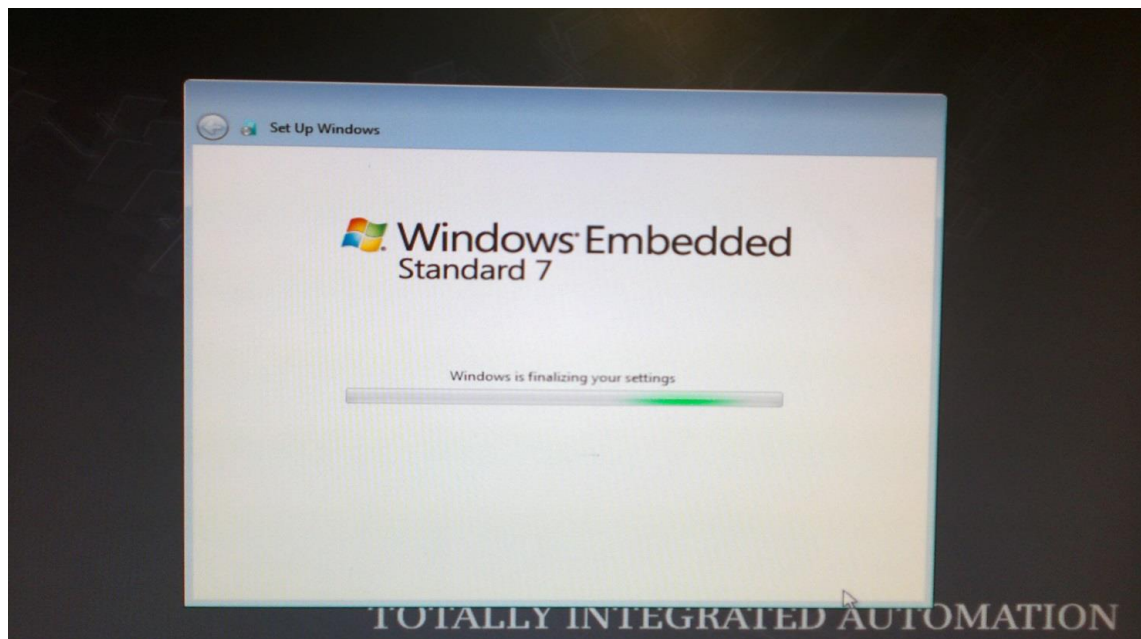 Set Up Windows
Windows Embedded
Standard 7
Windows is finalizing your settings
TOTALLY INTEGRATED AUTOMATION